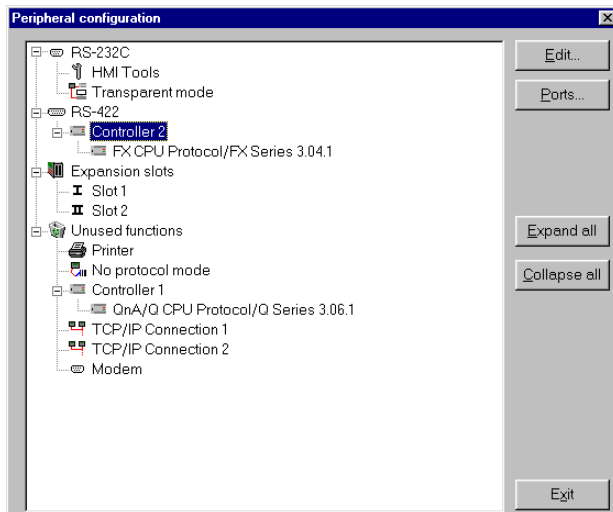 Peripheral configuration
RS-232C
HMI Tools
Transparent mode
RS-422
Controller 2
FX CPU Protocol/FX Series 3.04.1
Expansion slots
I Slot 1
II Slot 2
Unused functions
Printer
No protocol mode
Controller 1
QnA/Q CPU Protocol/Q Series 3.06.1
TCP/IP Connection 1
TCP/IP Connection 2
Modem
Edit...
Ports...
Expand all
Collapse all
Exit